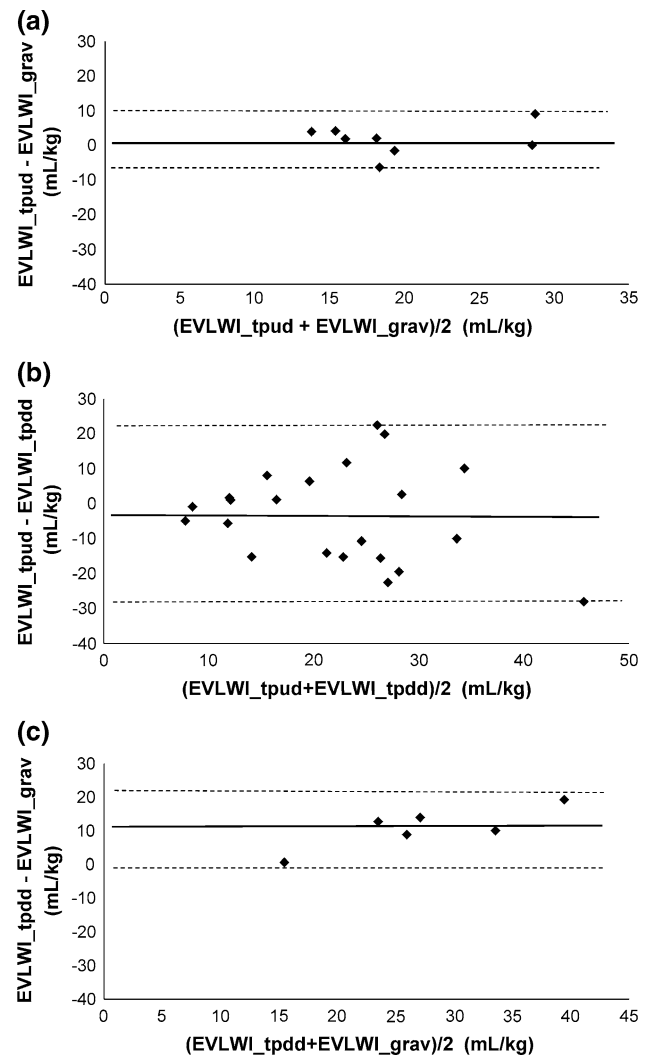 (a)
EVLWI_tpud - EVLWI_grav
(mL/kg)
30
20
10
0
-10
-20
-30
-40
0 5 10 15 20 25 30 35
(EVLWI_tpud + EVLWI_grav)/2 (mL/kg)
(b)
EVLWI_tpud - EVLWI_tpdd
(mL/kg)
30
20
10
0
-10
-20
-30
-40
0 10 20 30 40 50
(EVLWI_tpud+EVLWI_tpdd)/2 (mL/kg)
(c)
EVLWI_tpdd - EVLWI_grav
(mL/kg)
30
20
10
0
-10
-20
-30
-40
0 5 10 15 20 25 30 35 40 45
(EVLWI_tpdd+EVLWI_grav)/2 (mL/kg)